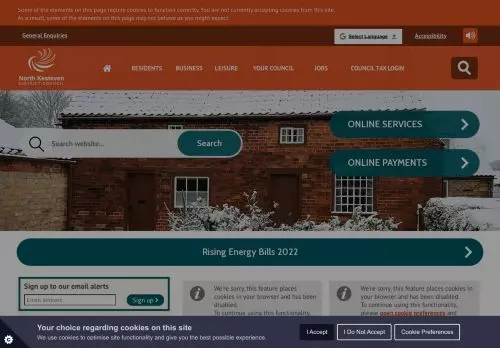 Some of the elements on this page require cookies to function correctly. You are not currently accepting cookies from this site.
As a result, some of the elements on this page may not behave as you might expect
General Enquiries
Select Language
Accessibility
North Kesteven
DISTRICT COUNCIL
RESIDENTS
BUSINESS
LEISURE
YOUR COUNCIL
JOBS
COUNCIL TAX LOGIN
ONLINE SERVICES
Search website...
Search
ONLINE PAYMENTS
Rising Energy Bills 2022
Sign up to our email alerts
Email address
Sign up
We're sorry, this feature places
cookies in your browser and has been
disabled.
To continue using this functionality,
We're sorry, this feature places cookies in
your browser and has been disabled.
To continue using this functionality,
please open cookie preferences and
Your choice regarding cookies on this site
We use cookies to optimise site functionality and give you the best possible experience.
I Accept
I Do Not Accept
Cookie Preferences